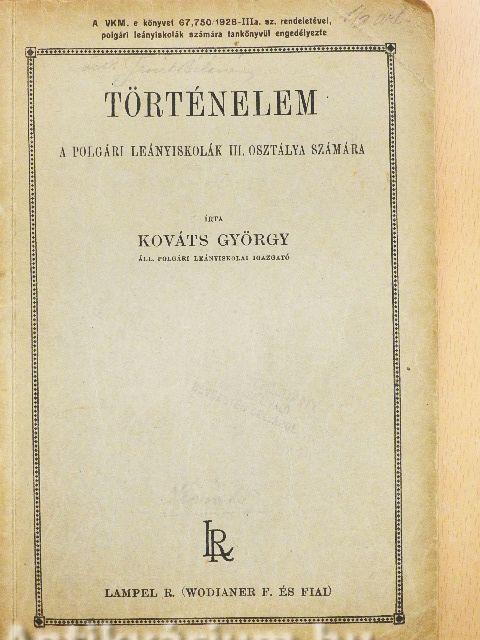 A VKM. e könyvet 67,750/1928-IIIa. sz. rendeletével,
polgári leányiskolák számára tankönyvül engedélyezte
TÖRTÉNELEM
A POLGÁRI LEÁNYISKOLÁK III. OSZTÁLYA SZÁMÁRA
ÍRTA
KOVÁTS GYÖRGY
ÁLL. POLGÁRI LEÁNYISKOLAI IGAZGATÓ
LR
LAMPEL R. (WODIANER F. ÉS FIAI)